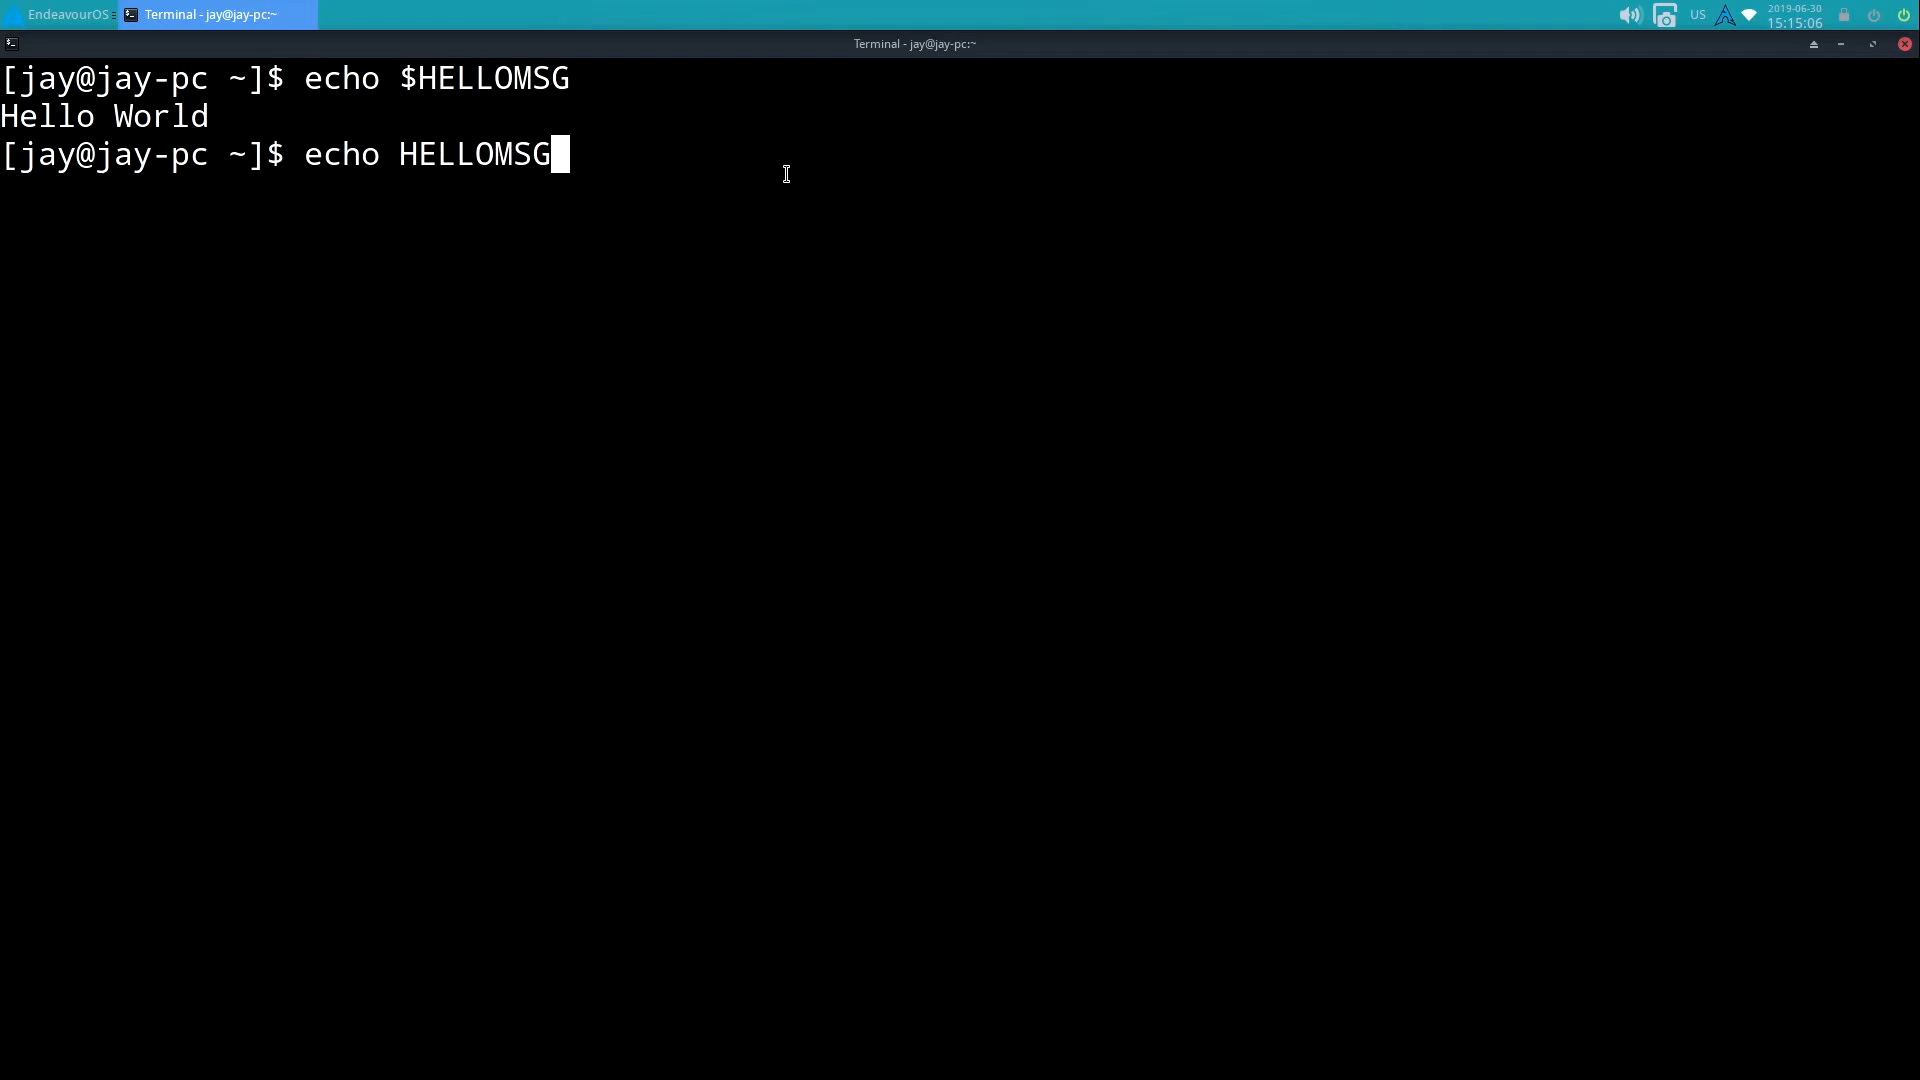 EndeavourOS
Terminal - jay@jay-pc:~
US
2019-06-30
15:15:06
Terminal - jay@jay-pc:~
[jay@jay-pc ~]$ echo $HELLOMSG
Hello World
[jay@jay-pc ~]$ echo HELLOMSG